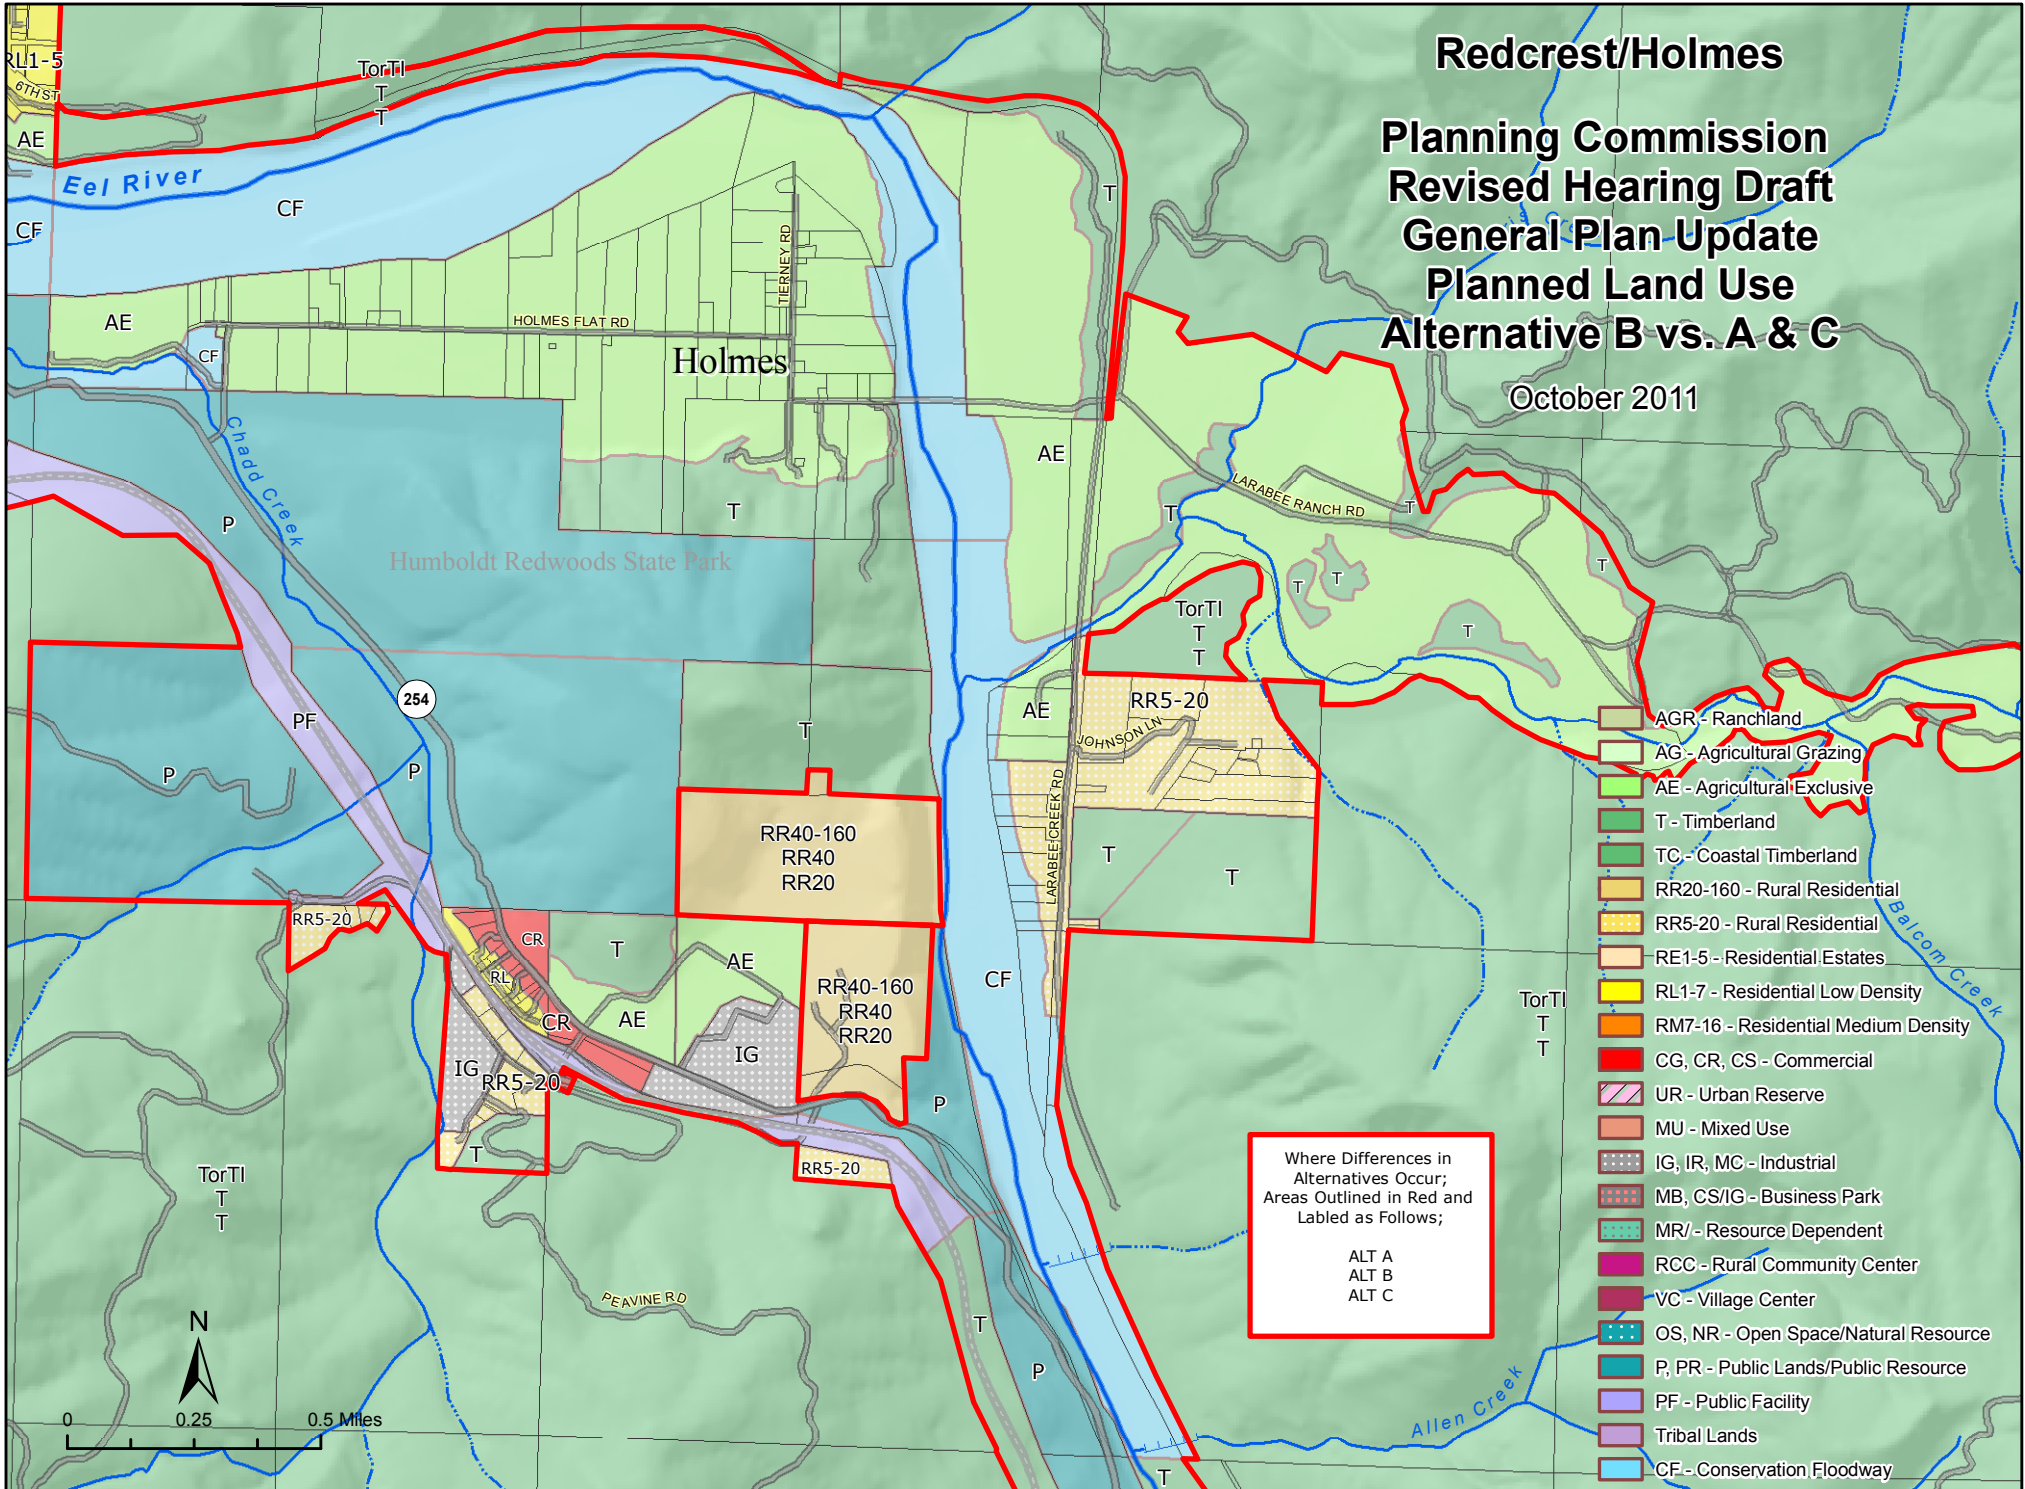 Redcrest/Holmes
Planning Commission
Revised Hearing Draft
General Plan Update
Planned Land Use
Alternative B vs. A & C
October 2011
RL1-5
6TH ST
AE
TorTI
T
T
Eel River
CF
CF
T
TIERNEY RD
HOLMES FLAT RD
Holmes
AE
CF
AE
Chadd Creek
P
Humboldt Redwoods State Park
T
LARABEE RANCH RD
T
T
T
T
T
T
TorTI
T
T
254
PF
P
P
T
AE
RR5-20
JOHNSON LN
LARABEE CREEK RD
RR40-160
RR40
RR20
T
T
RR5-20
CR
RL
CR
T
AE
AE
IG
RR40-160
RR40
RR20
CF
TorTI
T
T
IG
RR5-20
T
P
RR5-20
TorTI
T
T
PEAVINE RD
T
P
T
Balcom Creek
Allen Creek
Where Differences in
Alternatives Occur;
Areas Outlined in Red and
Labled as Follows;
ALT A
ALT B
ALT C
AGR - Ranchland
AG - Agricultural Grazing
AE - Agricultural Exclusive
T - Timberland
TC - Coastal Timberland
RR20-160 - Rural Residential
RR5-20 - Rural Residential
RE1-5 - Residential Estates
RL1-7 - Residential Low Density
RM7-16 - Residential Medium Density
CG, CR, CS - Commercial
UR - Urban Reserve
MU - Mixed Use
IG, IR, MC - Industrial
MB, CS/IG - Business Park
MR/ - Resource Dependent
RCC - Rural Community Center
VC - Village Center
OS, NR - Open Space/Natural Resource
P, PR - Public Lands/Public Resource
PF - Public Facility
Tribal Lands
CF - Conservation Floodway
N
0 0.25 0.5 Miles